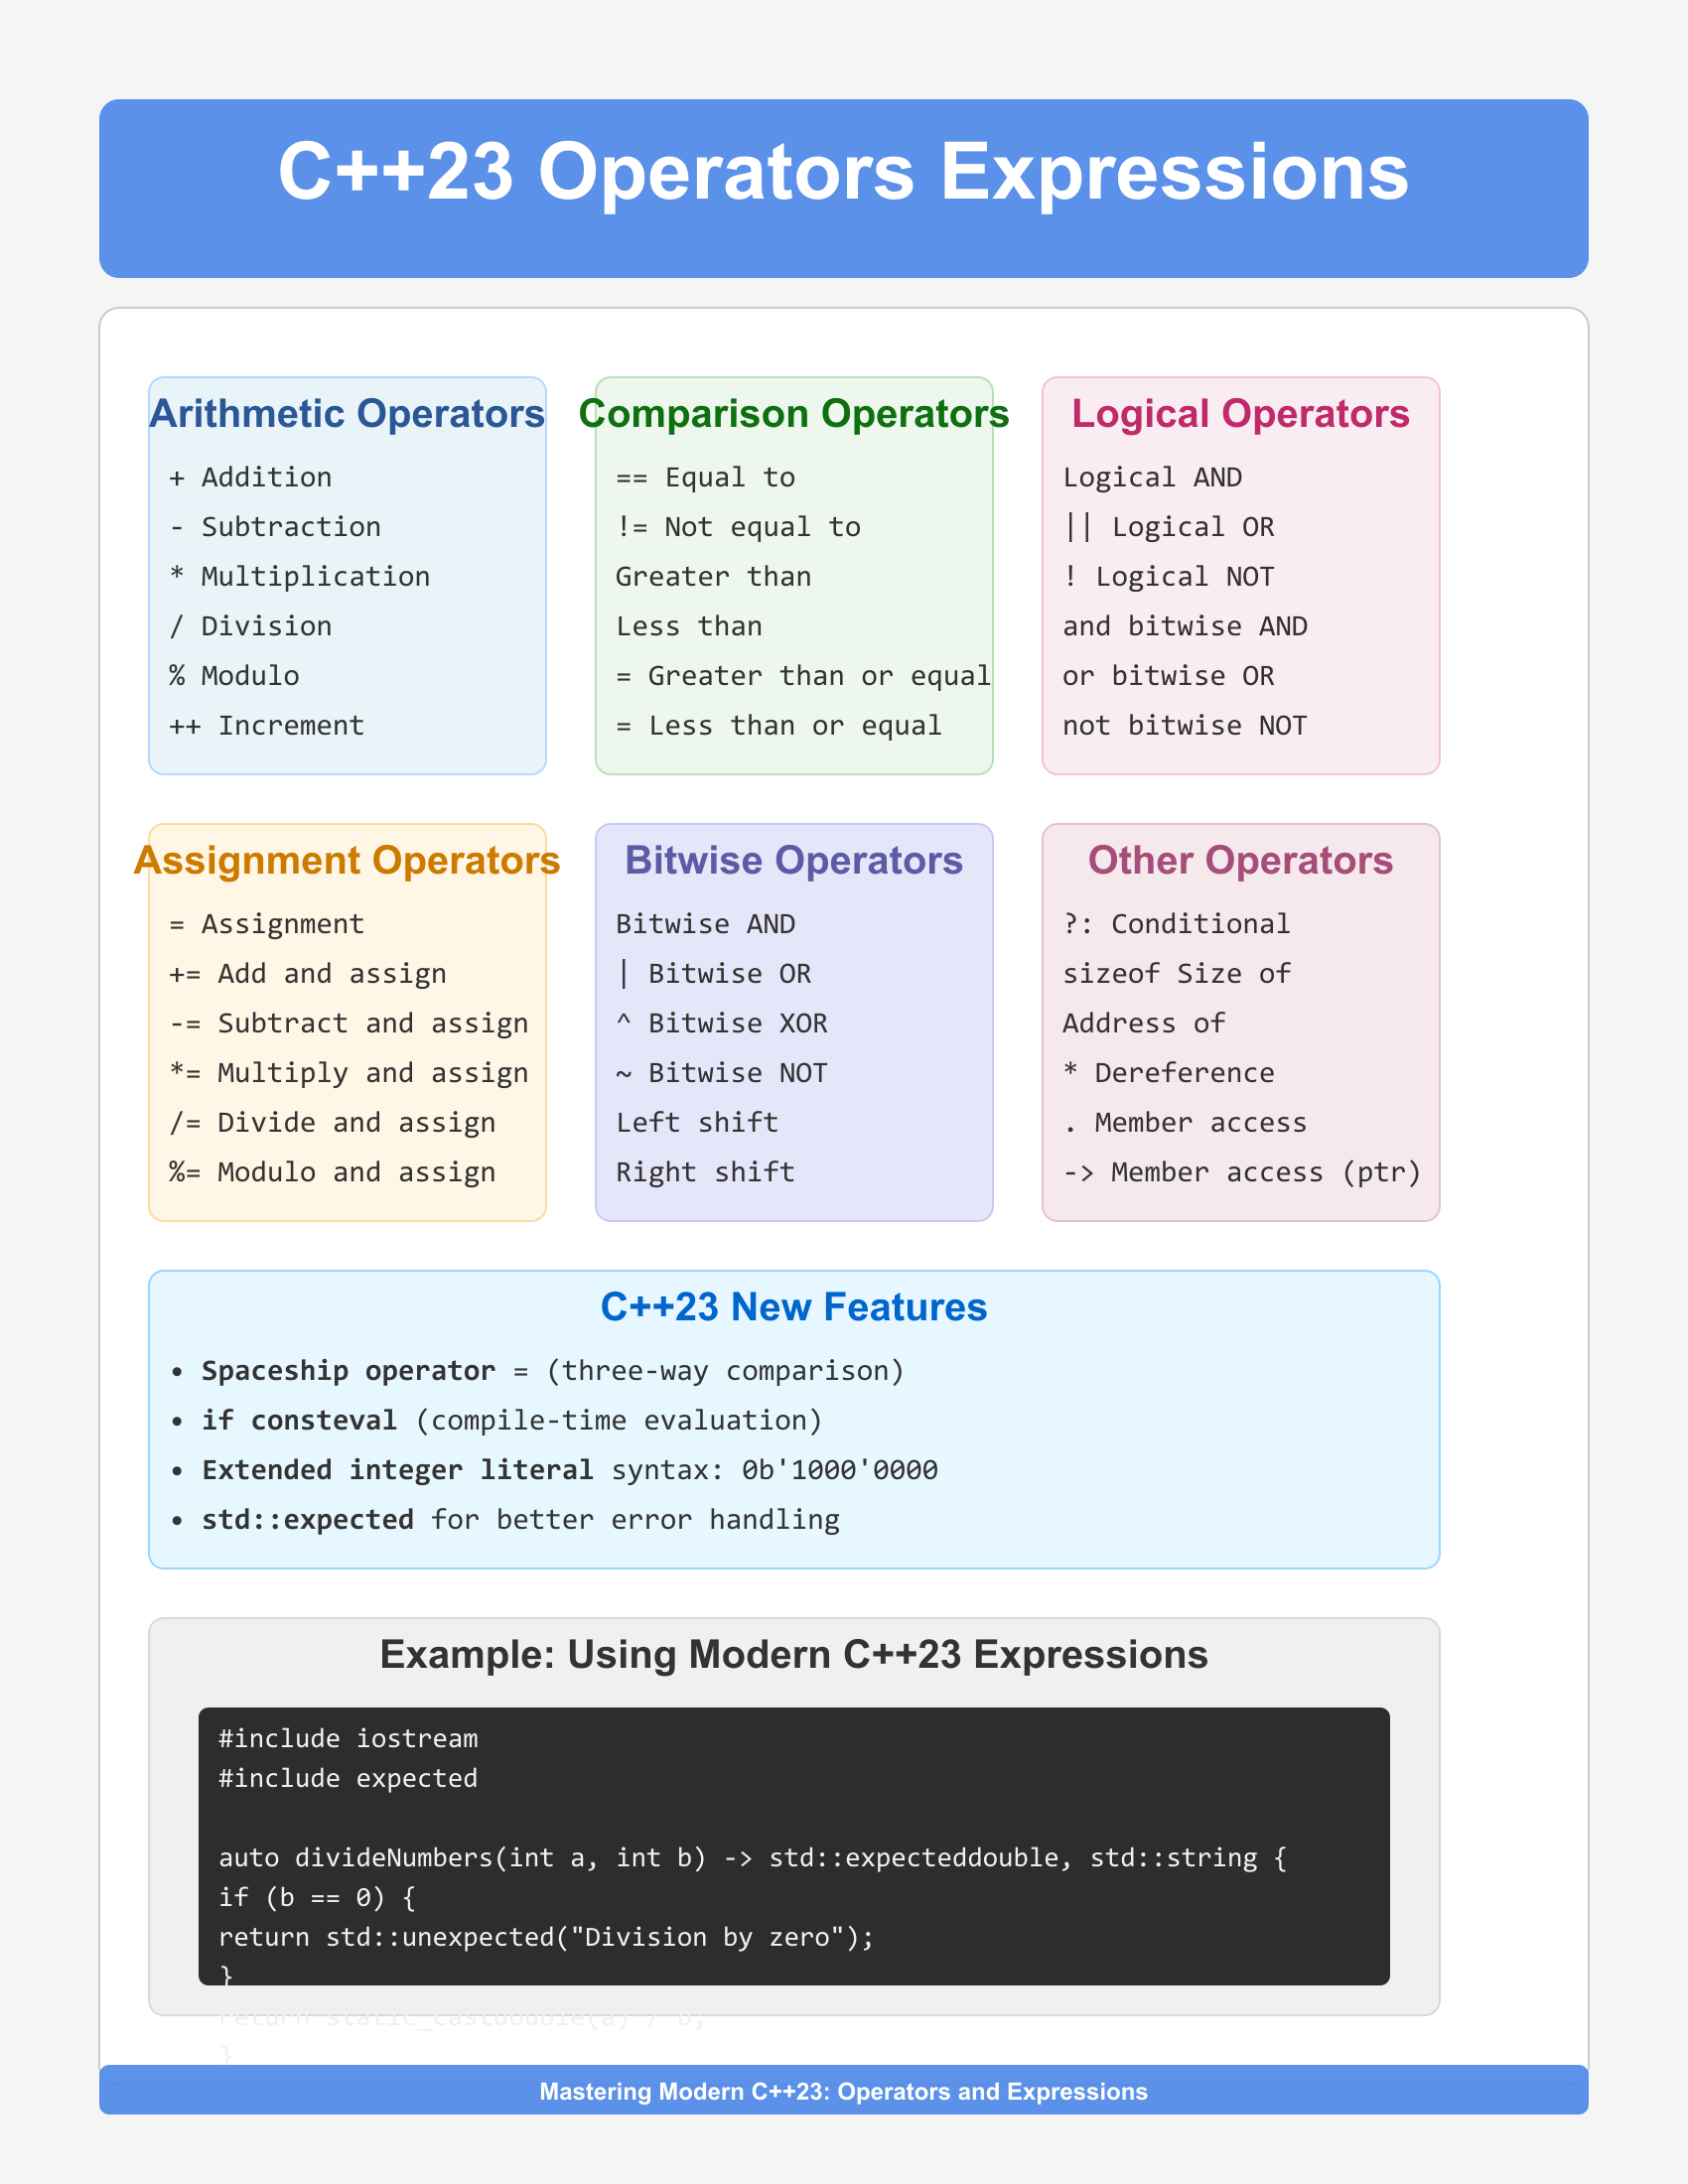 C++23 Operators Expressions
Arithmetic Operators
+ Addition
- Subtraction
* Multiplication
/ Division
% Modulo
++ Increment
Comparison Operators
== Equal to
!= Not equal to
Greater than
Less than
= Greater than or equal
= Less than or equal
Logical Operators
Logical AND
|| Logical OR
! Logical NOT
and bitwise AND
or bitwise OR
not bitwise NOT
Assignment Operators
= Assignment
+= Add and assign
-= Subtract and assign
*= Multiply and assign
/= Divide and assign
%= Modulo and assign
Bitwise Operators
Bitwise AND
| Bitwise OR
^ Bitwise XOR
~ Bitwise NOT
Left shift
Right shift
Other Operators
?: Conditional
sizeof Size of
Address of
* Dereference
. Member access
-> Member access (ptr)
C++23 New Features
• Spaceship operator = (three-way comparison)
• if consteval (compile-time evaluation)
• Extended integer literal syntax: 0b'1000'0000
• std::expected for better error handling
Example: Using Modern C++23 Expressions
#include iostream
#include expected
auto divideNumbers(int a, int b) -> std::expecteddouble, std::string {
if (b == 0) {
return std::unexpected("Division by zero");
}
return static_castdouble(a) / b;
}
Mastering Modern C++23: Operators and Expressions